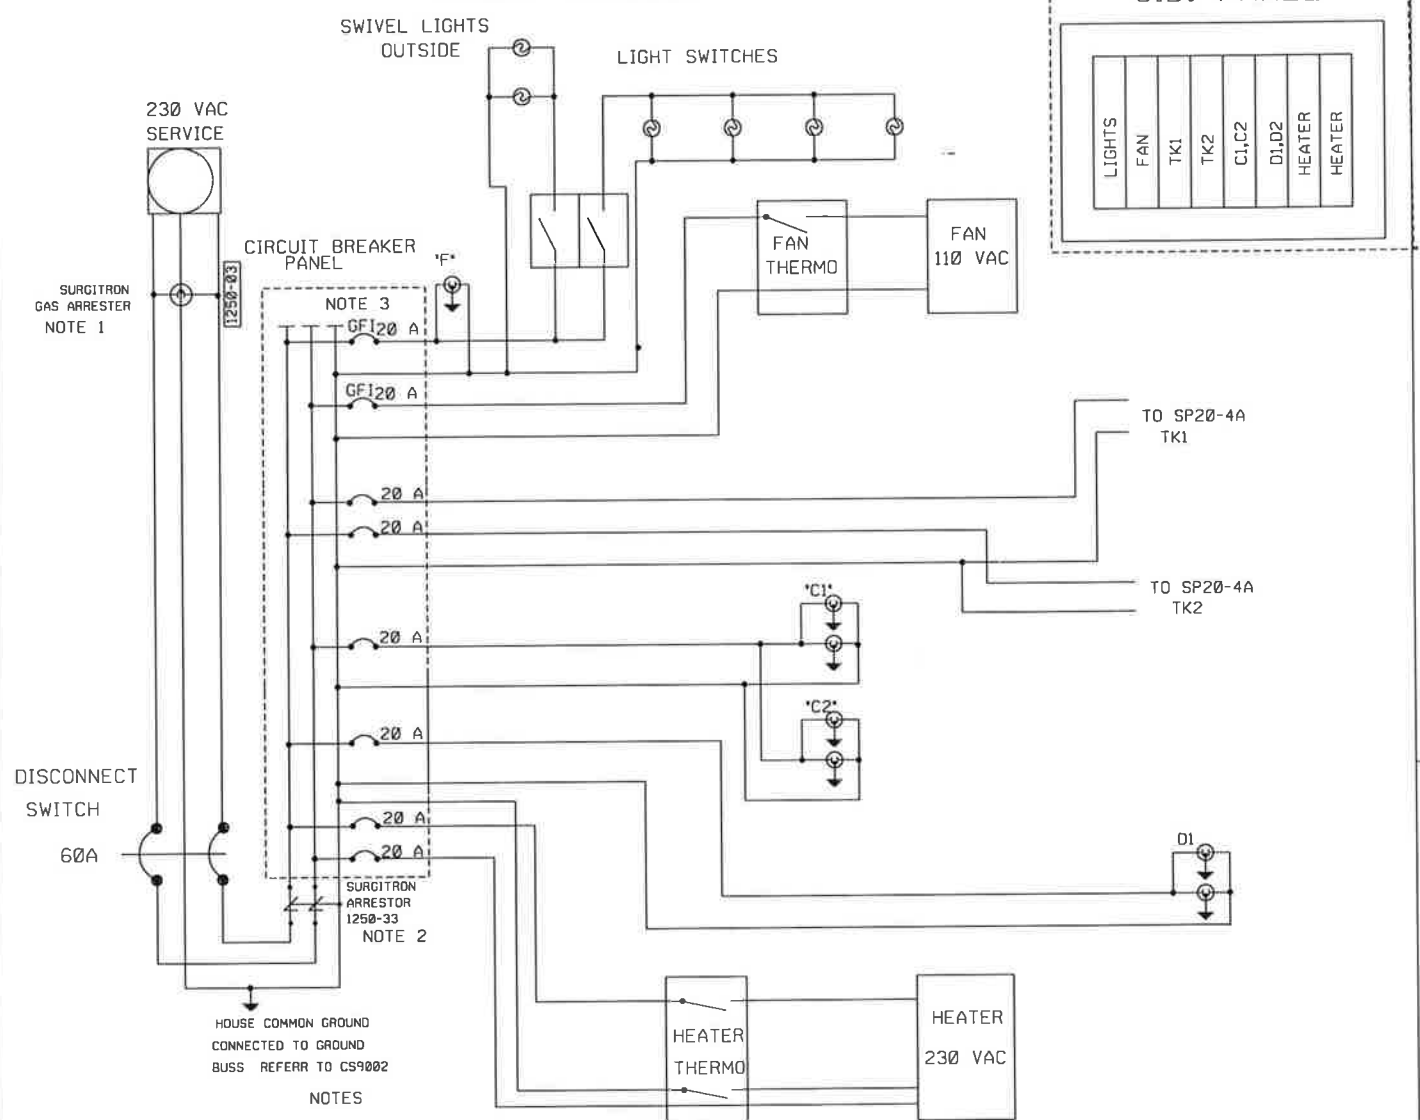 SWIVEL LIGHTS
OUTSIDE
LIGHT SWITCHES
230 VAC
SERVICE
LIGHTS
FAN
TK1
TK2
C1,C2
D1,D2
HEATER
HEATER
CIRCUIT BREAKER
PANEL
"F"
FAN
THERMO
FAN
110 VAC
SURGITRON
GAS ARRESTER
NOTE 1
1250-03
NOTE 3
GFI 20 A
GFI 20 A
TO SP20-4A
TK1
20 A
20 A
TO SP20-4A
TK2
"C1"
20 A
"C2"
20 A
DISCONNECT
SWITCH
60A
20 A
20 A
D1
SURGITRON
ARRESTOR
1250-33
NOTE 2
HOUSE COMMON GROUND
CONNECTED TO GROUND
BUSS REFERR TO CS9002
HEATER
THERMO
HEATER
230 VAC
NOTES